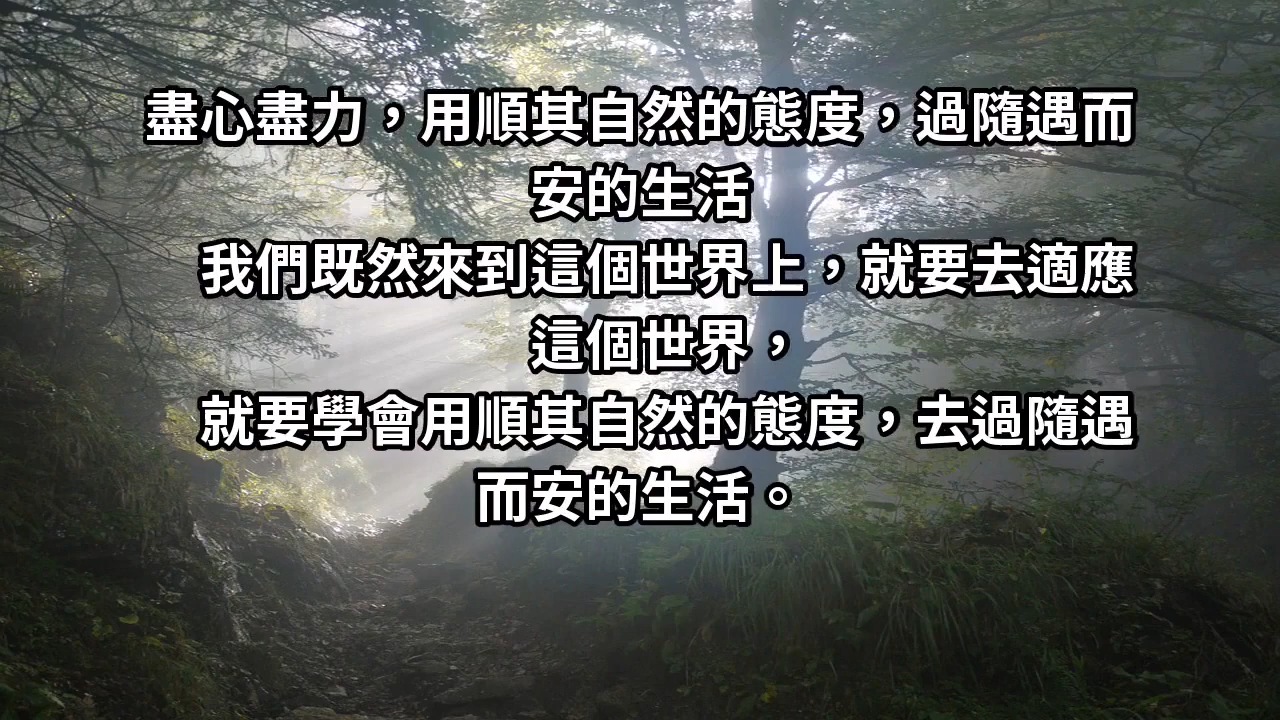 盡心盡力，用順其自然的態度，過隨遇而
安的生活
我們既然來到這個世界上，就要去適應
這個世界，
就要學會用順其自然的態度，去過隨遇
而安的生活。